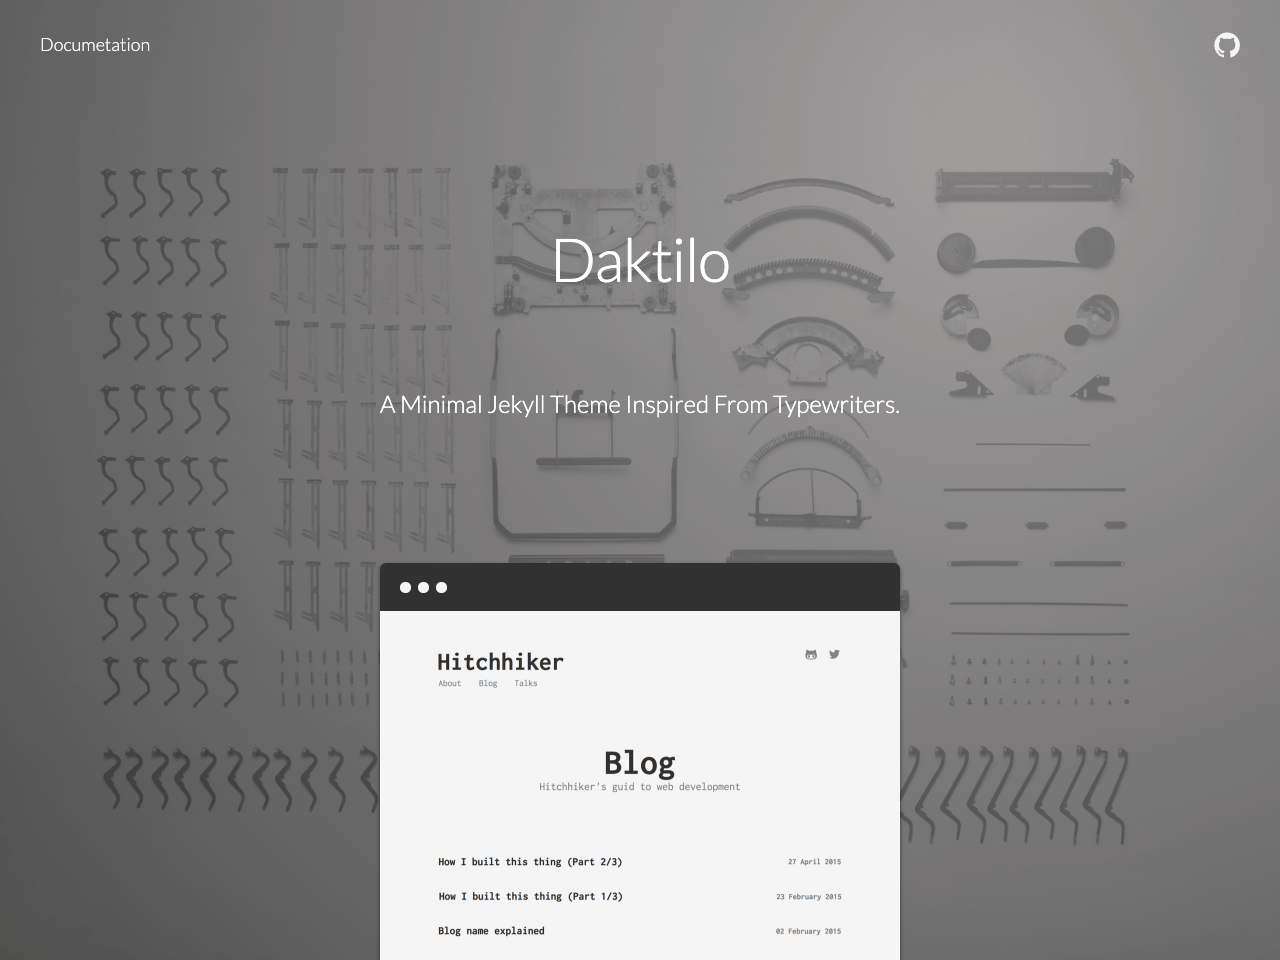 Documetation
Daktilo
A Minimal Jekyll Theme Inspired From Typewriters.
Hitchhiker
About Blog Talks
Blog
Hitchhiker's guid to web development
How I built this thing (Part 2/3) 27 April 2015
How I built this thing (Part 1/3) 23 February 2015
Blog name explained 02 February 2015